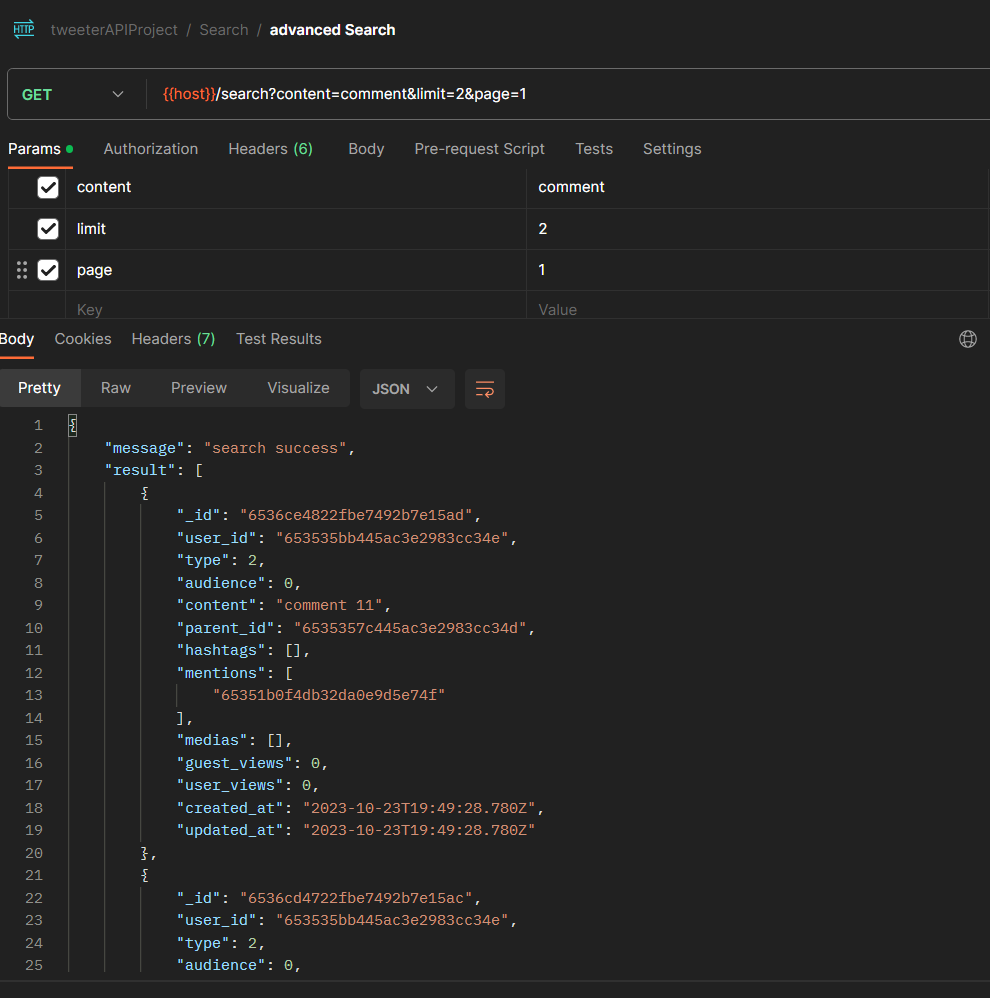 HTTP tweeterAPIProject / Search / advanced Search
GET {{host}}/search?content=comment&limit=2&page=1
Params Authorization Headers (6) Body Pre-request Script Tests Settings
content comment
limit 2
page 1
Key Value
Body Cookies Headers (7) Test Results
Pretty Raw Preview Visualize JSON
1 {
2 "message": "search success",
3 "result": [
4 {
5 "_id": "6536ce4822fbe7492b7e15ad",
6 "user_id": "653535bb445ac3e2983cc34e",
7 "type": 2,
8 "audience": 0,
9 "content": "comment 11",
10 "parent_id": "6535357c445ac3e2983cc34d",
11 "hashtags": [],
12 "mentions": [
13 "65351b0f4db32da0e9d5e74f"
14 ],
15 "medias": [],
16 "guest_views": 0,
17 "user_views": 0,
18 "created_at": "2023-10-23T19:49:28.780Z",
19 "updated_at": "2023-10-23T19:49:28.780Z"
20 },
21 {
22 "_id": "6536cd4722fbe7492b7e15ac",
23 "user_id": "653535bb445ac3e2983cc34e",
24 "type": 2,
25 "audience": 0,